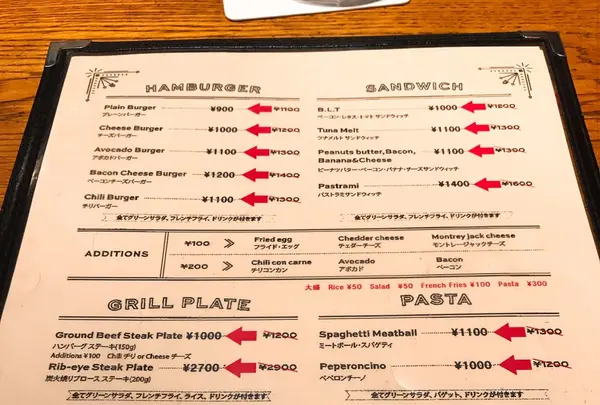 HAMBURGER
Plain Burger ¥900 ¥1100
プレーンバーガー
Cheese Burger ¥1000 ¥1200
チーズバーガー
Avocado Burger ¥1100 ¥1300
アボカドバーガー
Bacon Cheese Burger ¥1200 ¥1400
ベーコンチーズバーガー
Chili Burger ¥1100 ¥1300
チリバーガー
全てグリーンサラダ、フレンチフライ、ドリンクが付きます
SANDWICH
B.L.T ¥1000 ¥1200
ベーコン・レタス・トマト サンドウィッチ
Tuna Melt ¥1100 ¥1300
ツナメルト サンドウィッチ
Peanuts butter,Bacon,
Banana&Cheese ¥1100 ¥1300
ピーナッツバター・ベーコン・バナナ・チーズサンドウィッチ
Pastrami ¥1400 ¥1600
パストラミサンドウィッチ
全てグリーンサラダ、フレンチフライ、ドリンクが付きます
ADDITIONS
¥100 Fried egg Chedder cheese Montrey jack cheese
フライド・エッグ チェダーチーズ モントレージャックチーズ
¥200 Chili con carne Avocado Bacon
チリコンカン アボカド ベーコン
大盛 Rice ¥50 Salad ¥50 French Fries ¥100 Pasta ¥300
GRILL PLATE
Ground Beef Steak Plate ¥1000 ¥1200
ハンバーグ ステーキ(150g)
Additions ¥100 Chili チリ or Cheese チーズ
Rib-eye Steak Plate ¥2700 ¥2900
炭火焼リブロース ステーキ(200g)
全てグリーンサラダ、フレンチフライ、ライス、ドリンクが付きます
PASTA
Spaghetti Meatball ¥1100 ¥1300
ミートボール・スパゲティ
Peperoncino ¥1000 ¥1200
ペペロンチーノ
全てグリーンサラダ、バゲット、ドリンクが付きます